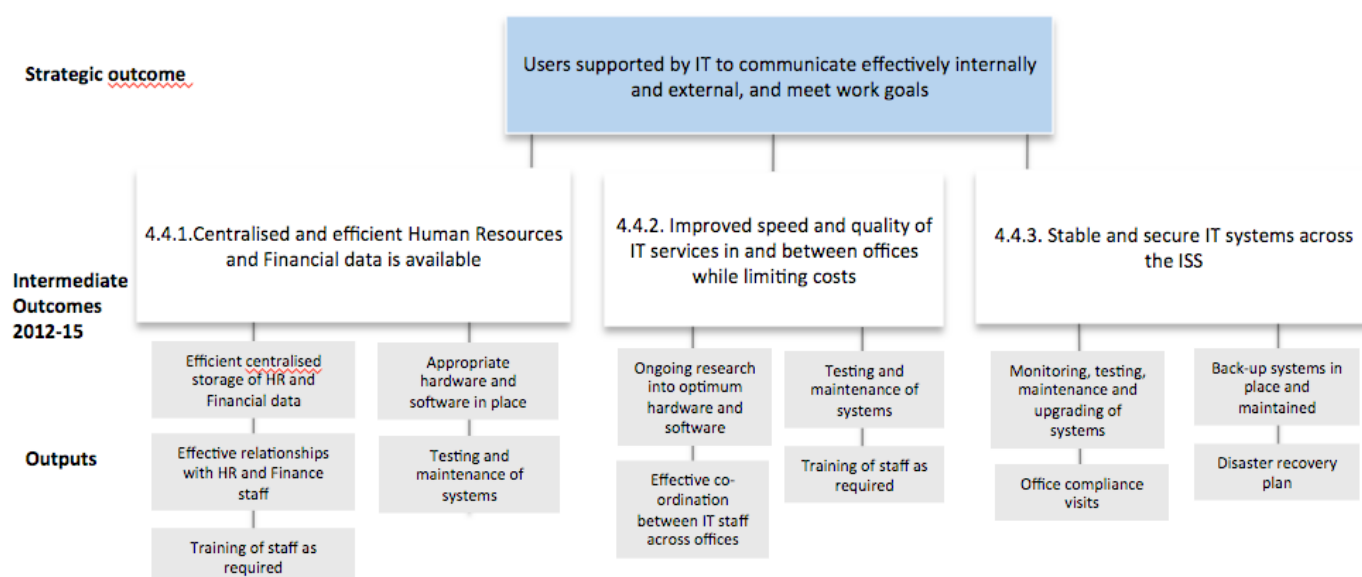 Strategic outcome
Users supported by IT to communicate effectively internally
and external, and meet work goals
Intermediate
Outcomes
2012-15
4.4.1.Centralised and efficient Human Resources
and Financial data is available
4.4.2. Improved speed and quality of
IT services in and between offices
while limiting costs
4.4.3. Stable and secure IT systems across
the ISS
Outputs
Efficient centralised
storage of HR and
Financial data
Effective relationships
with HR and Finance
staff
Training of staff as
required
Appropriate
hardware and
software in place
Testing and
maintenance of
systems
Ongoing research
into optimum
hardware and
software
Effective co-
ordination
between IT staff
across offices
Testing and
maintenance of
systems
Training of staff as
required
Monitoring, testing,
maintenance and
upgrading of
systems
Office compliance
visits
Back-up systems in
place and
maintained
Disaster recovery
plan